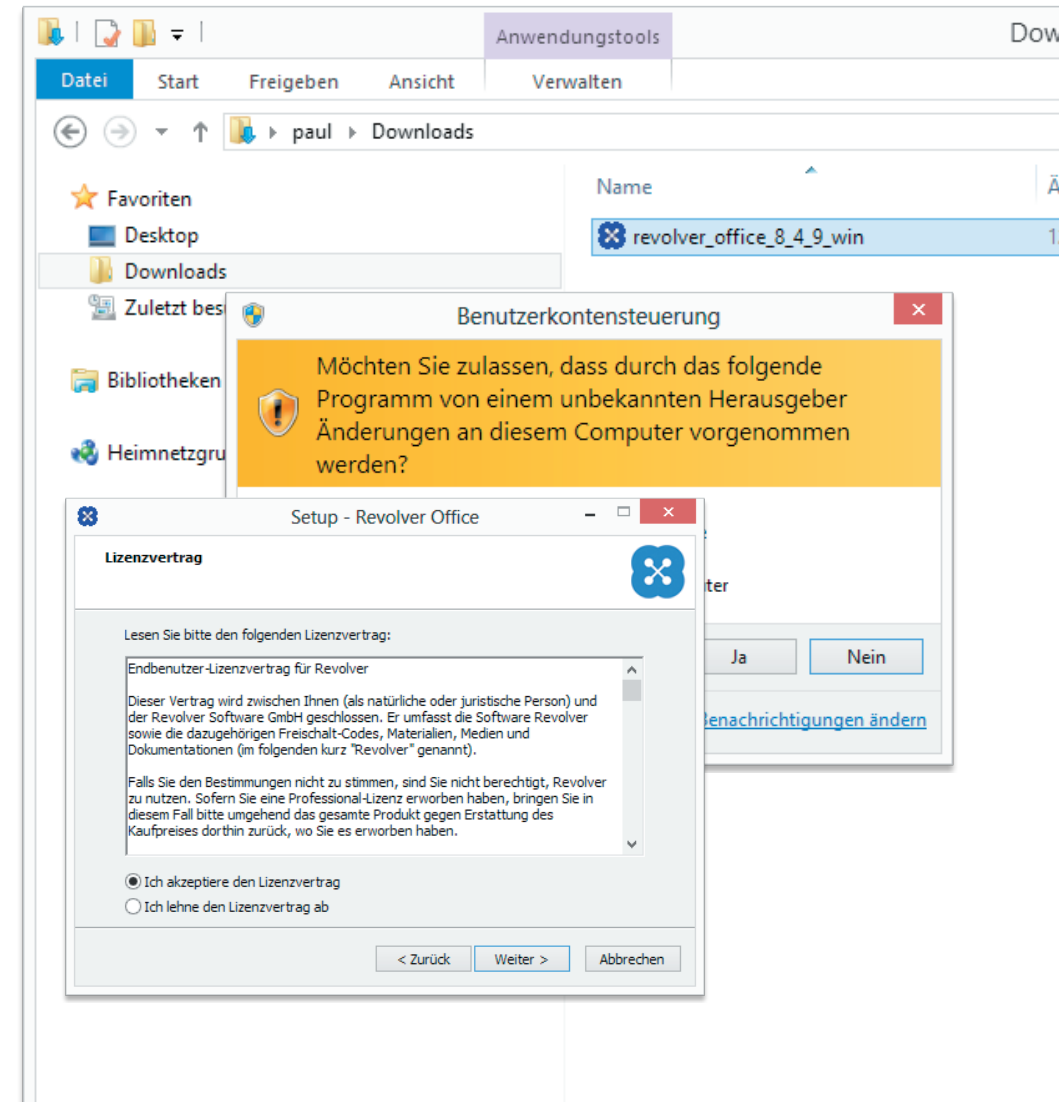 Anwendungstools
Datei Start Freigeben Ansicht Verwalten
paul Downloads
Favoriten
Desktop
Downloads
Zuletzt
Bibliotheken
Name
revolver_office_8_4_9_win
Benutzerkontensteuerung
Möchten Sie zulassen, dass durch das folgende
Programm von einem unbekannten Herausgeber
Änderungen an diesem Computer vorgenommen
werden?
Ja Nein
ändern
Setup - Revolver Office
Lizenzvertrag
Lesen Sie bitte den folgenden Lizenzvertrag:
Endbenutzer-Lizenzvertrag für Revolver
Dieser Vertrag wird zwischen Ihnen (als natürliche oder juristische Person) und
der Revolver Software GmbH geschlossen. Er umfasst die Software Revolver
sowie die dazugehörigen Freischalt-Codes, Materialien, Medien und
Dokumentationen (im folgenden kurz "Revolver" genannt).
Falls Sie den Bestimmungen nicht zu stimmen, sind Sie nicht berechtigt, Revolver
zu nutzen. Sofern Sie eine Professional-Lizenz erworben haben, bringen Sie in
diesem Fall bitte umgehend das gesamte Produkt gegen Erstattung des
Kaufpreises dorthin zurück, wo Sie es erworben haben.
Ich akzeptiere den Lizenzvertrag
Ich lehne den Lizenzvertrag ab
< Zurück Weiter > Abbrechen